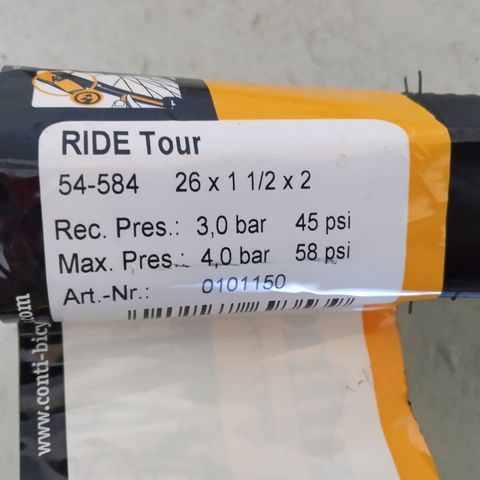 RIDE Tour
54-584 26 x 1 1/2 x 2
Rec. Pres.: 3,0 bar 45 psi
Max. Pres.: 4,0 bar 58 psi
Art.-Nr.: 0101150
www.conti-bicy.com